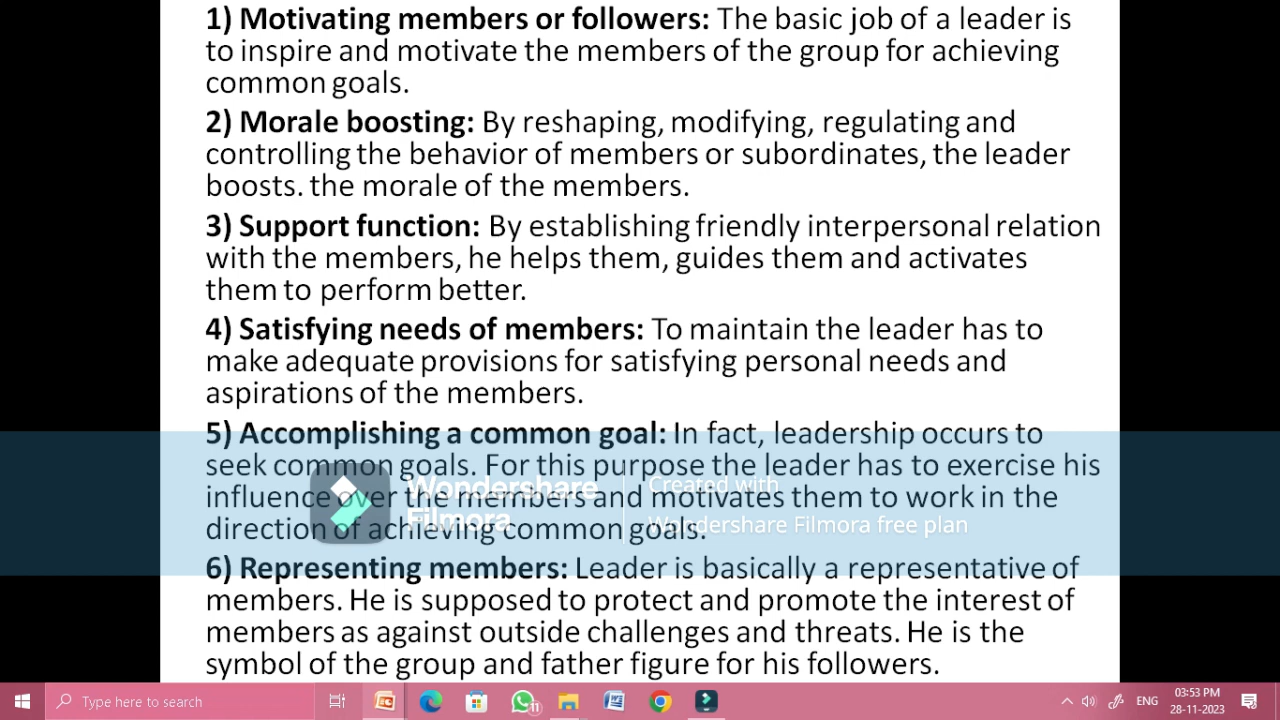 1) Motivating members or followers: The basic job of a leader is
to inspire and motivate the members of the group for achieving
common goals.
2) Morale boosting: By reshaping, modifying, regulating and
controlling the behavior of members or subordinates, the leader
boosts. the morale of the members.
3) Support function: By establishing friendly interpersonal relation
with the members, he helps them, guides them and activates
them to perform better.
4) Satisfying needs of members: To maintain the leader has to
make adequate provisions for satisfying personal needs and
aspirations of the members.
5) Accomplishing a common goal: In fact, leadership occurs to
seek common goals. For this purpose the leader has to exercise his
influence over the members and motivates them to work in the
direction of achieving common goals.
Wondershare
Filmora
Created with
Wondershare Filmora free plan
6) Representing members: Leader is basically a representative of
members. He is supposed to protect and promote the interest of
members as against outside challenges and threats. He is the
symbol of the group and father figure for his followers.
Type here to search
11
ENG
03:53 PM
28-11-2023